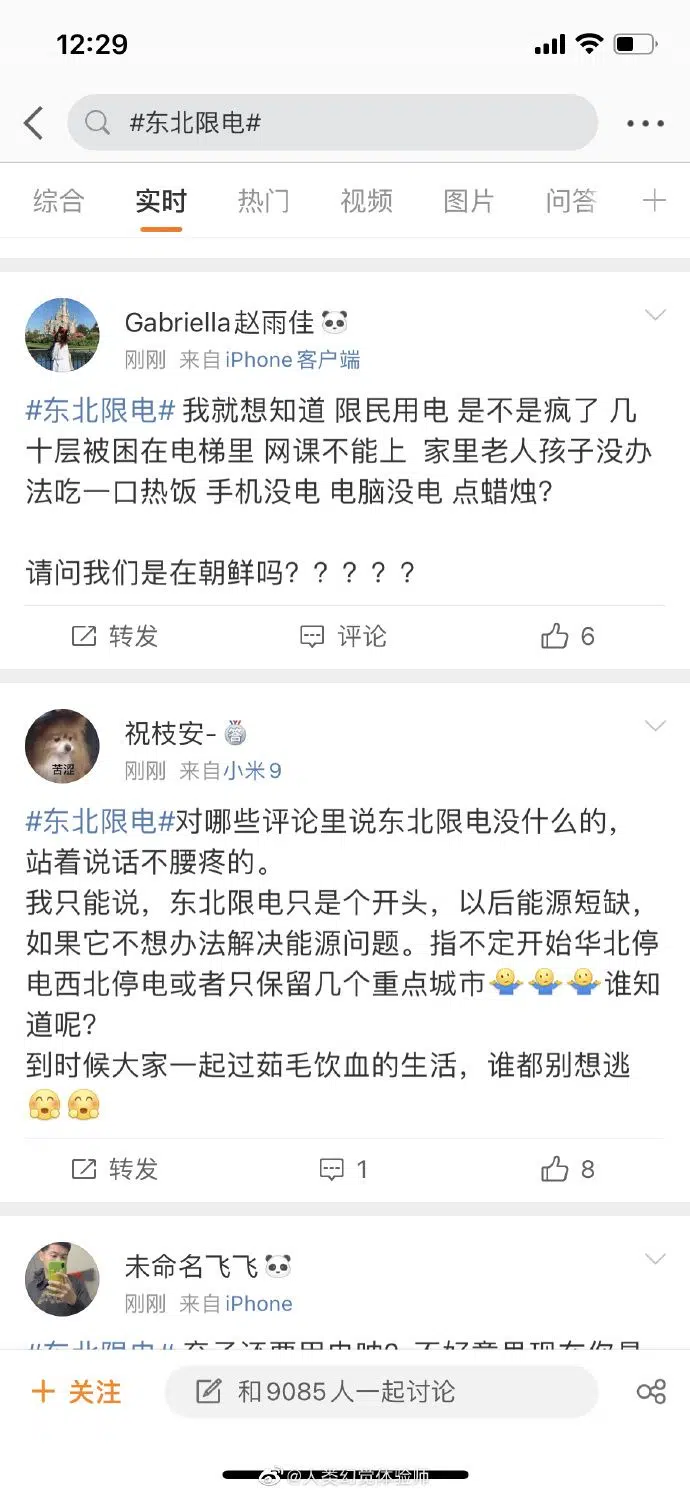 12:29
#东北限电#
综合 实时 热门 视频 图片 问答
Gabriella赵雨佳
刚刚 来自iPhone客户端
#东北限电# 我就想知道 限民用电 是不是疯了 几
十层被困在电梯里 网课不能上 家里老人孩子没办
法吃一口热饭 手机没电 电脑没电 点蜡烛？
请问我们是在朝鲜吗？？？？？
转发 评论 6
祝枝安- 答
刚刚 来自小米9
苦涩
#东北限电#对哪些评论里说东北限电没什么的，
站着说话不腰疼的。
我只能说，东北限电只是个开头，以后能源短缺，
如果它不想办法解决能源问题。指不定开始华北停
电西北停电或者只保留几个重点城市谁知
道呢？
到时候大家一起过茹毛饮血的生活，谁都别想逃
转发 1 8
未命名飞飞
刚刚 来自iPhone
+ 关注 和9085人一起讨论
@人类幻觉体验师